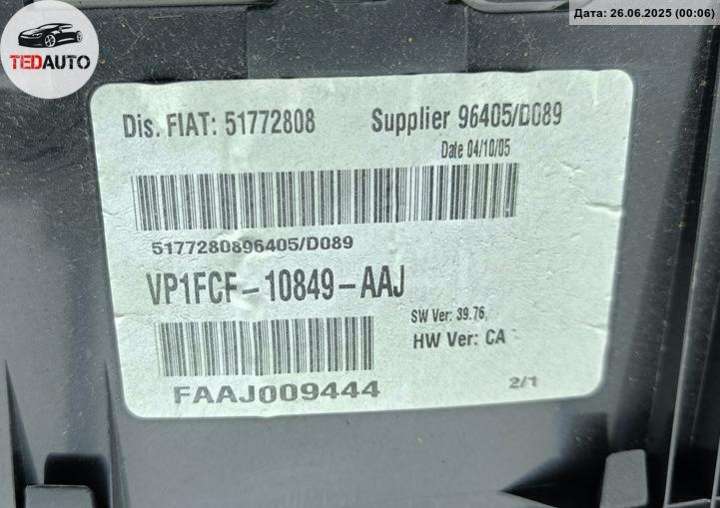 TEDAUTO
Дата: 26.06.2025 (00:06)
Dis. FIAT: 51772808 Supplier 96405/D089
Date 04/10/05
5177280896405/D089
VP1FCF-10849-AAJ
SW Ver: 39.76
HW Ver: CA
FAAJ009444
2/1